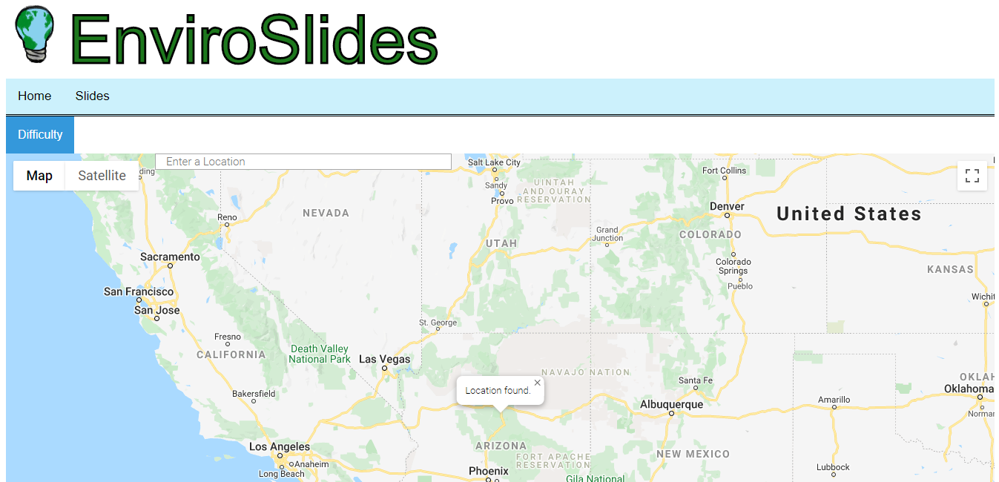 EnviroSlides
Home Slides
Difficulty
Enter a Location
Map Satellite
ding
Salt Lake City
Sandy
Provo
UINTAH
AND OURAY
RESERVATION
Fort Collins
Denver
United States
Reno
NEVADA
UTAH
Grand
Junction
COLORADO
Sacramento
Colorado
Springs
Pueblo
KANSAS
San Francisco
San Jose
Wichit
St. George
Fresno
CALIFORNIA
Death Valley
National Park
Las Vegas
NAVAJO NATION
Santa Fe
OKLAH
Oklahoma
Location found.
Bakersfield
Albuquerque
Amarillo
Norman
Los Angeles
Anaheim
Long Beach
ARIZONA
FORT APACHE
RESERVATION
NEW MEXICO
Phoenix
Gila National
Lubbock